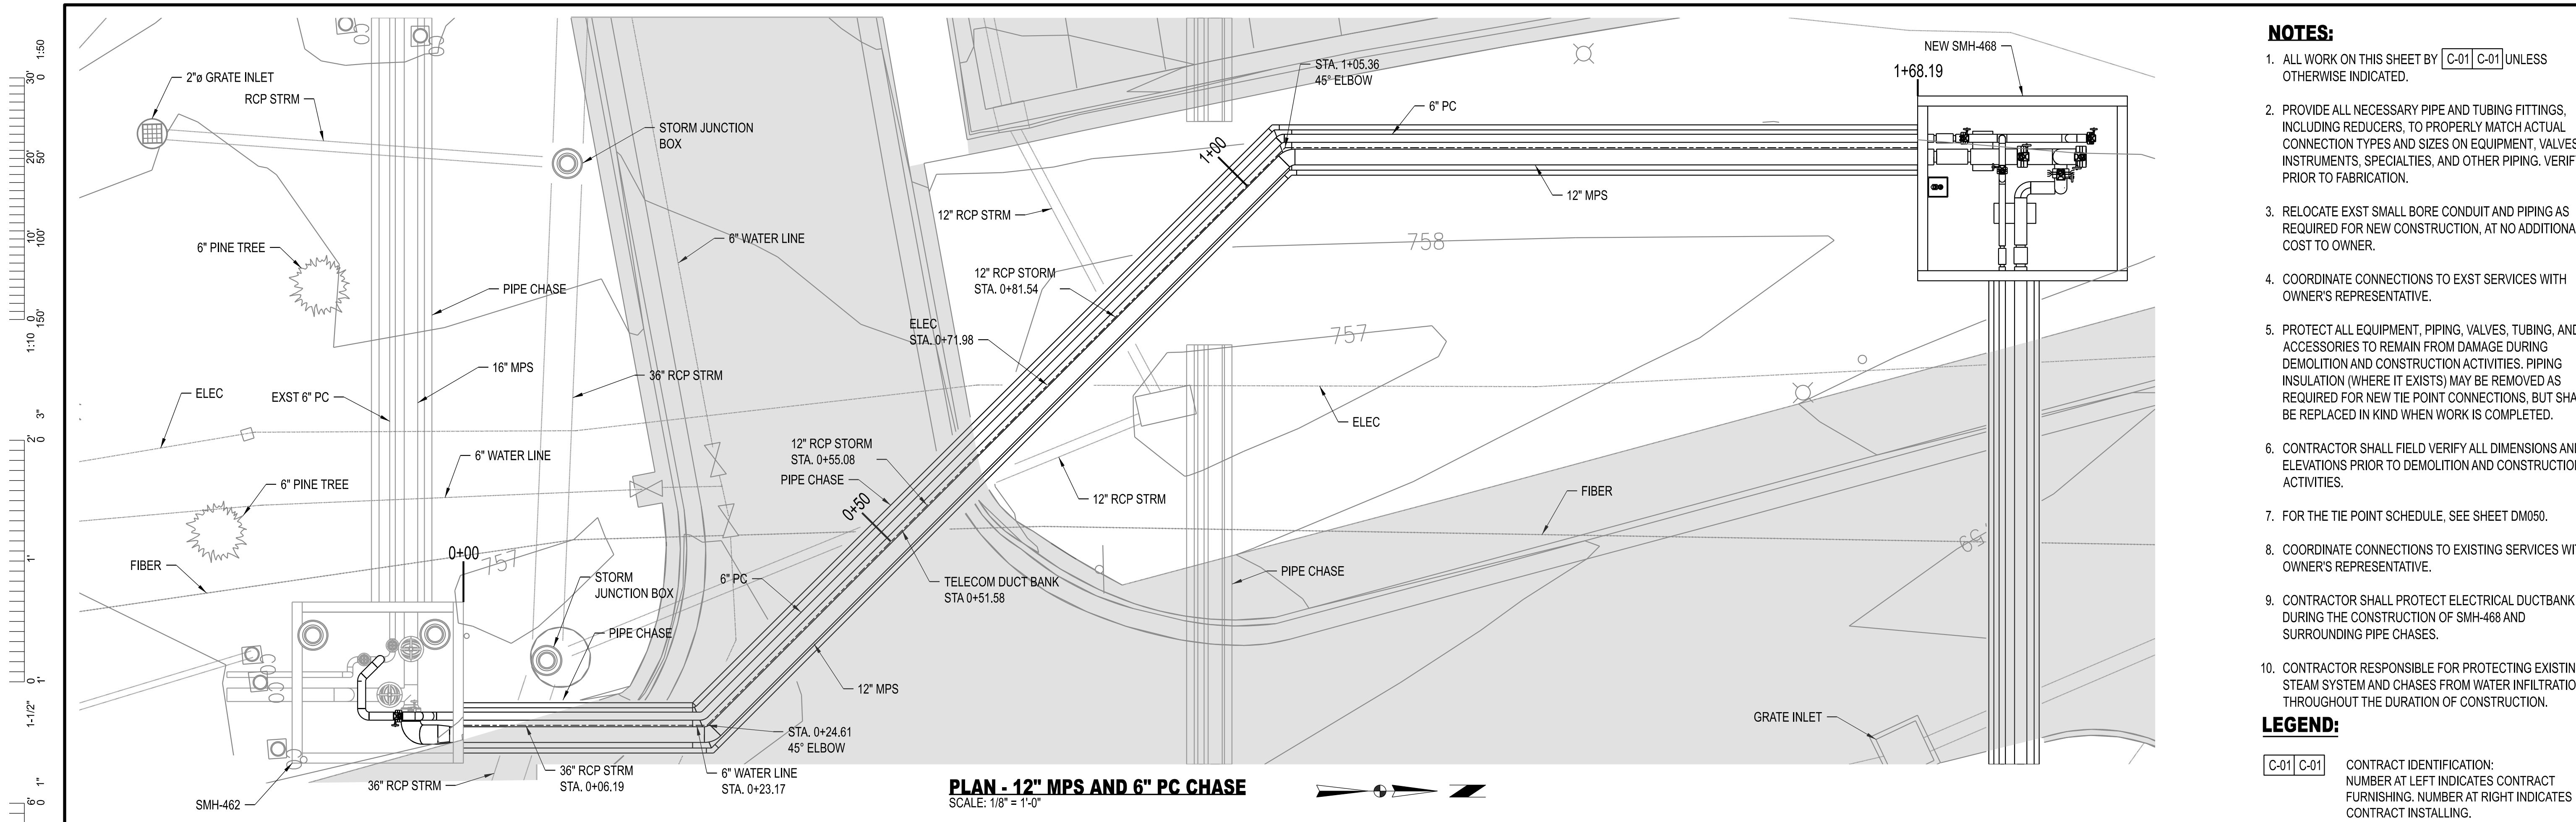 1:50
30'
0
20'
50'
10'
100'
0
150'
1:10
3"
2'
0
1"
0
1'
1-1/2"
1"
6'
0
2"ø GRATE INLET
RCP STRM
STORM JUNCTION
BOX
6" PINE TREE
PIPE CHASE
6" WATER LINE
16" MPS
36" RCP STRM
ELEC
EXST 6" PC
6" WATER LINE
6" PINE TREE
FIBER
0+00
757
STORM
JUNCTION BOX
PIPE CHASE
6" PC
SMH-462
36" RCP STRM
36" RCP STRM
STA. 0+06.19
6" WATER LINE
STA. 0+23.17
STA. 0+24.61
45° ELBOW
12" MPS
TELECOM DUCT BANK
STA 0+51.58
0+50
PIPE CHASE
12" RCP STORM
STA. 0+55.08
ELEC
STA. 0+71.98
12" RCP STORM
STA. 0+81.54
12" RCP STRM
1+00
STA. 1+05.36
45° ELBOW
6" PC
12" MPS
758
757
ELEC
12" RCP STRM
FIBER
PIPE CHASE
NEW SMH-468
1+68.19
GRATE INLET
PLAN - 12" MPS AND 6" PC CHASE
SCALE: 1/8" = 1'-0"
NOTES:
1. ALL WORK ON THIS SHEET BY C-01 C-01 UNLESS
OTHERWISE INDICATED.
2. PROVIDE ALL NECESSARY PIPE AND TUBING FITTINGS,
INCLUDING REDUCERS, TO PROPERLY MATCH ACTUAL
CONNECTION TYPES AND SIZES ON EQUIPMENT, VALVES
INSTRUMENTS, SPECIALTIES, AND OTHER PIPING. VERIF
PRIOR TO FABRICATION.
3. RELOCATE EXST SMALL BORE CONDUIT AND PIPING AS
REQUIRED FOR NEW CONSTRUCTION, AT NO ADDITIONA
COST TO OWNER.
4. COORDINATE CONNECTIONS TO EXST SERVICES WITH
OWNER'S REPRESENTATIVE.
5. PROTECT ALL EQUIPMENT, PIPING, VALVES, TUBING, AND
ACCESSORIES TO REMAIN FROM DAMAGE DURING
DEMOLITION AND CONSTRUCTION ACTIVITIES. PIPING
INSULATION (WHERE IT EXISTS) MAY BE REMOVED AS
REQUIRED FOR NEW TIE POINT CONNECTIONS, BUT SHA
BE REPLACED IN KIND WHEN WORK IS COMPLETED.
6. CONTRACTOR SHALL FIELD VERIFY ALL DIMENSIONS AN
ELEVATIONS PRIOR TO DEMOLITION AND CONSTRUCTION
ACTIVITIES.
7. FOR THE TIE POINT SCHEDULE, SEE SHEET DM050.
8. COORDINATE CONNECTIONS TO EXISTING SERVICES WI
OWNER'S REPRESENTATIVE.
9. CONTRACTOR SHALL PROTECT ELECTRICAL DUCTBANK
DURING THE CONSTRUCTION OF SMH-468 AND
SURROUNDING PIPE CHASES.
10. CONTRACTOR RESPONSIBLE FOR PROTECTING EXISTIN
STEAM SYSTEM AND CHASES FROM WATER INFILTRATIO
THROUGHOUT THE DURATION OF CONSTRUCTION.
LEGEND:
C-01 C-01 CONTRACT IDENTIFICATION:
NUMBER AT LEFT INDICATES CONTRACT
FURNISHING. NUMBER AT RIGHT INDICATES
CONTRACT INSTALLING.